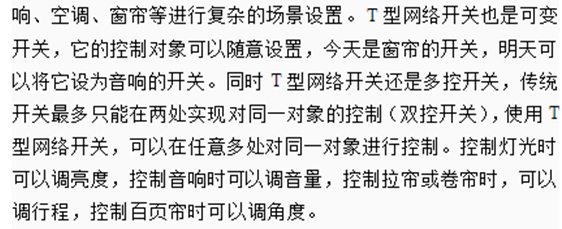 响、空调、窗帘等进行复杂的场景设置。T 型网络开关也是可变
开关，它的控制对象可以随意设置，今天是窗帘的开关，明天可
以将它设为音响的开关。同时 T 型网络开关还是多控开关，传统
开关最多只能在两处实现对同一对象的控制（双控开关），使用 T
型网络开关，可以在任意多处对同一对象进行控制。控制灯光时
可以调亮度，控制音响时可以调音量，控制拉帘或卷帘时，可以
调行程，控制百页帘时可以调角度。